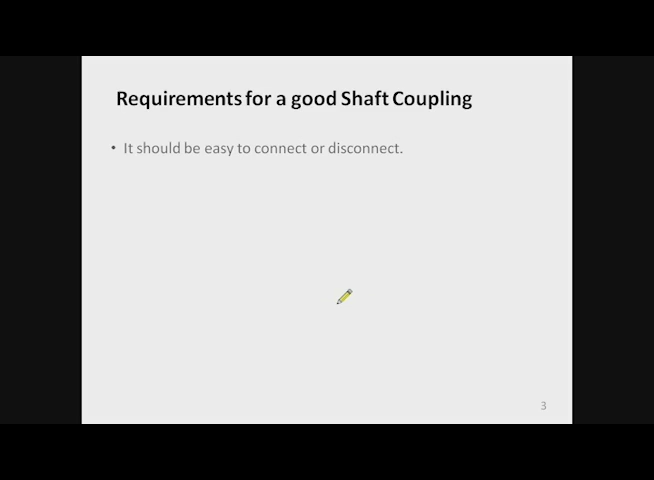 Requirements for a good Shaft Coupling
• It should be easy to connect or disconnect.
3